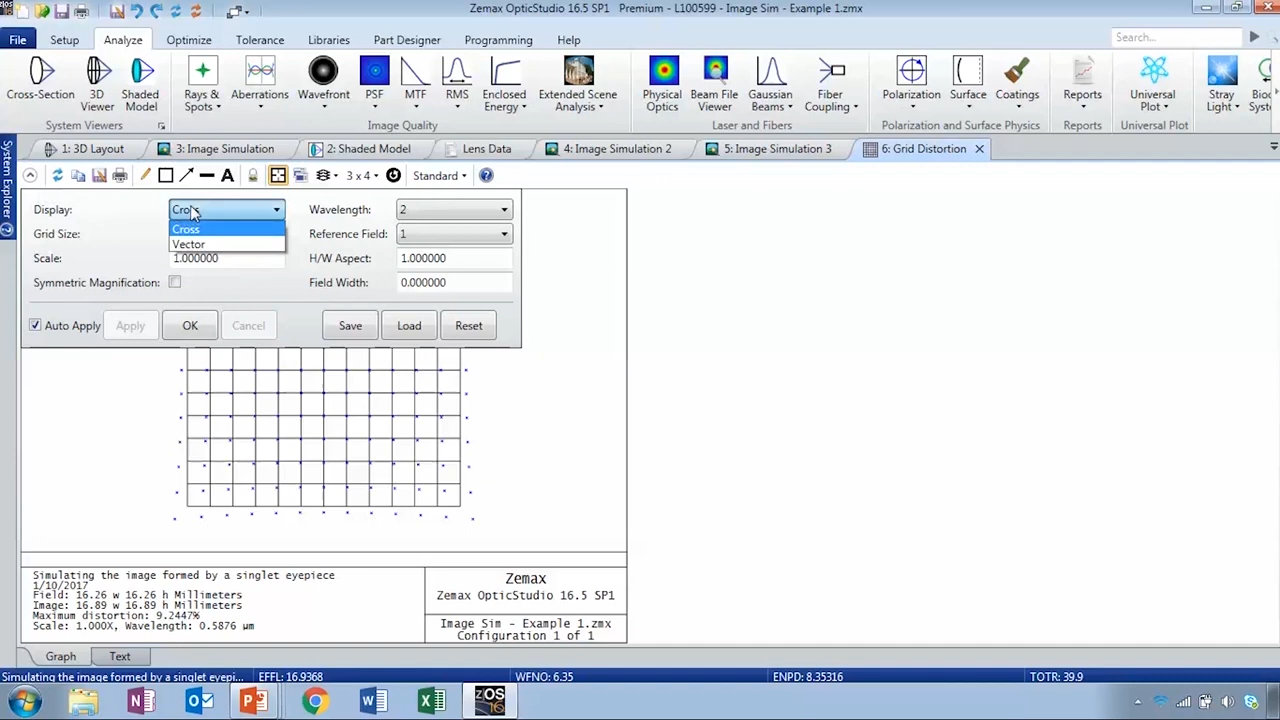 Zemax OpticStudio 16.5 SP1 Premium - L100599 - Image Sim - Example 1.zmx
File Setup Analyze Optimize Tolerance Libraries Part Designer Programming Help Search...
Cross-Section 3D Viewer Shaded Model Rays & Spots Aberrations Wavefront PSF MTF RMS Enclosed Energy Extended Scene Analysis Physical Optics Beam File Viewer Gaussian Beams Fiber Coupling Polarization Surface Coatings Reports Universal Plot Stray Light
System Viewers Image Quality Laser and Fibers Polarization and Surface Physics Reports Universal Plot
1: 3D Layout 3: Image Simulation 2: Shaded Model Lens Data 4: Image Simulation 2 5: Image Simulation 3 6: Grid Distortion
System Explorer
3 x 4 Standard
Display: Cross Wavelength: 2
Cross
Grid Size: Reference Field: 1
Vector
Scale: 1.000000 H/W Aspect: 1.000000
Symmetric Magnification: Field Width: 0.000000
Auto Apply Apply OK Cancel Save Load Reset
Simulating the image formed by a singlet eyepiece
1/10/2017
Field: 16.26 w 16.26 h Millimeters
Image: 16.89 w 16.89 h Millimeters
Maximum distortion: 9.2447%
Scale: 1.000X, Wavelength: 0.5876 µm
Zemax
Zemax OpticStudio 16.5 SP1
Image Sim - Example 1.zmx
Configuration 1 of 1
Graph Text
Simulating the image formed by a singlet eyepi... EFFL: 16.9368 WFNO: 6.35 ENPD: 8.35316 TOTR: 39.9